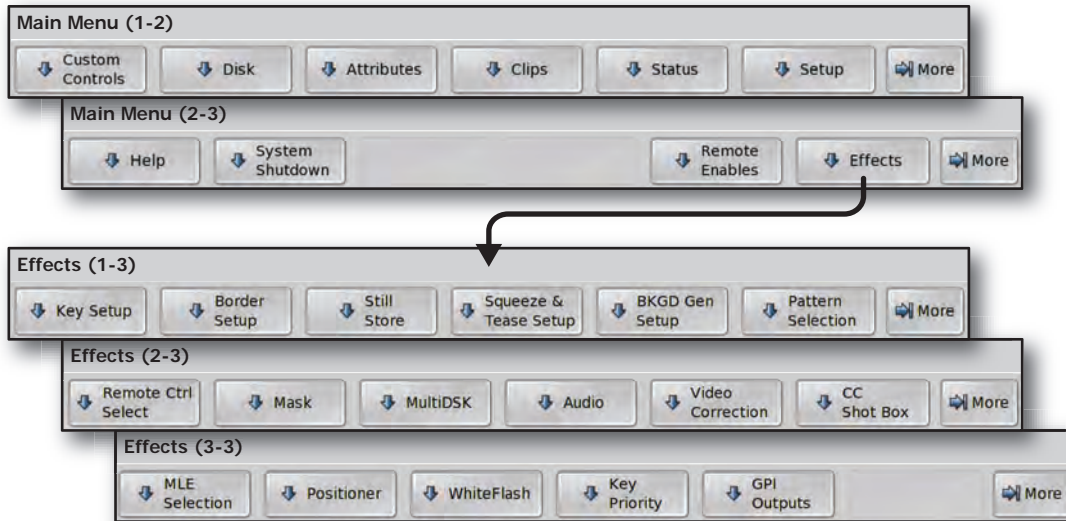 Main Menu (1-2)
Custom
Controls
Disk
Attributes
Clips
Status
Setup
More
Main Menu (2-3)
Help
System
Shutdown
Remote
Enables
Effects
More
Effects (1-3)
Key Setup
Border
Setup
Still
Store
Squeeze &
Tease Setup
BKGD Gen
Setup
Pattern
Selection
More
Effects (2-3)
Remote Ctrl
Select
Mask
MultiDSK
Audio
Video
Correction
CC
Shot Box
More
Effects (3-3)
MLE
Selection
Positioner
WhiteFlash
Key
Priority
GPI
Outputs
More